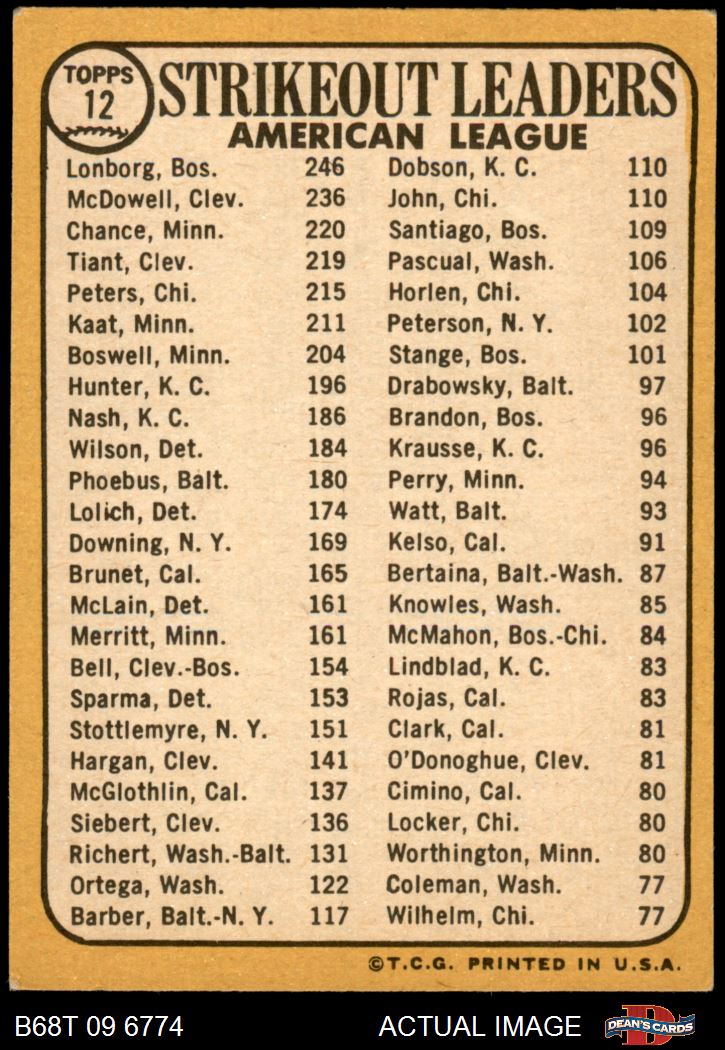 TOPPS
12
STRIKEOUT LEADERS
AMERICAN LEAGUE
Lonborg, Bos. 246
McDowell, Clev. 236
Chance, Minn. 220
Tiant, Clev. 219
Peters, Chi. 215
Kaat, Minn. 211
Boswell, Minn. 204
Hunter, K. C. 196
Nash, K. C. 186
Wilson, Det. 184
Phoebus, Balt. 180
Lolich, Det. 174
Downing, N. Y. 169
Brunet, Cal. 165
McLain, Det. 161
Merritt, Minn. 161
Bell, Clev.-Bos. 154
Sparma, Det. 153
Stottlemyre, N. Y. 151
Hargan, Clev. 141
McGlothlin, Cal. 137
Siebert, Clev. 136
Richert, Wash.-Balt. 131
Ortega, Wash. 122
Barber, Balt.-N. Y. 117
Dobson, K. C. 110
John, Chi. 110
Santiago, Bos. 109
Pascual, Wash. 106
Horlen, Chi. 104
Peterson, N. Y. 102
Stange, Bos. 101
Drabowsky, Balt. 97
Brandon, Bos. 96
Krausse, K. C. 96
Perry, Minn. 94
Watt, Balt. 93
Kelso, Cal. 91
Bertaina, Balt.-Wash. 87
Knowles, Wash. 85
McMahon, Bos.-Chi. 84
Lindblad, K. C. 83
Rojas, Cal. 83
Clark, Cal. 81
O'Donoghue, Clev. 81
Cimino, Cal. 80
Locker, Chi. 80
Worthington, Minn. 80
Coleman, Wash. 77
Wilhelm, Chi. 77
©T.C.G. PRINTED IN U.S.A.
B68T 09 6774
ACTUAL IMAGE
D
DEAN'S CARDS